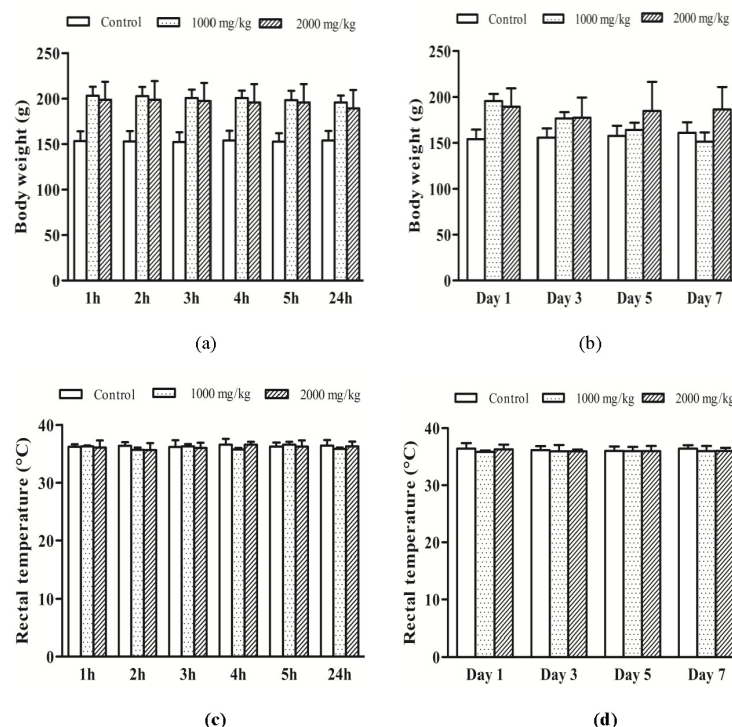 Control 1000 mg/kg 2000 mg/kg
250
200
150
100
50
0
Body weight (g)
1h 2h 3h 4h 5h 24h
(a)
Control 1000 mg/kg 2000 mg/kg
250
200
150
100
50
0
Body weight (g)
Day 1 Day 3 Day 5 Day 7
(b)
Control 1000 mg/kg 2000 mg/kg
40
30
20
10
0
Rectal temperature (°C)
1h 2h 3h 4h 5h 24h
(c)
Control 1000 mg/kg 2000 mg/kg
40
30
20
10
0
Rectal temperature (°C)
Day 1 Day 3 Day 5 Day 7
(d)